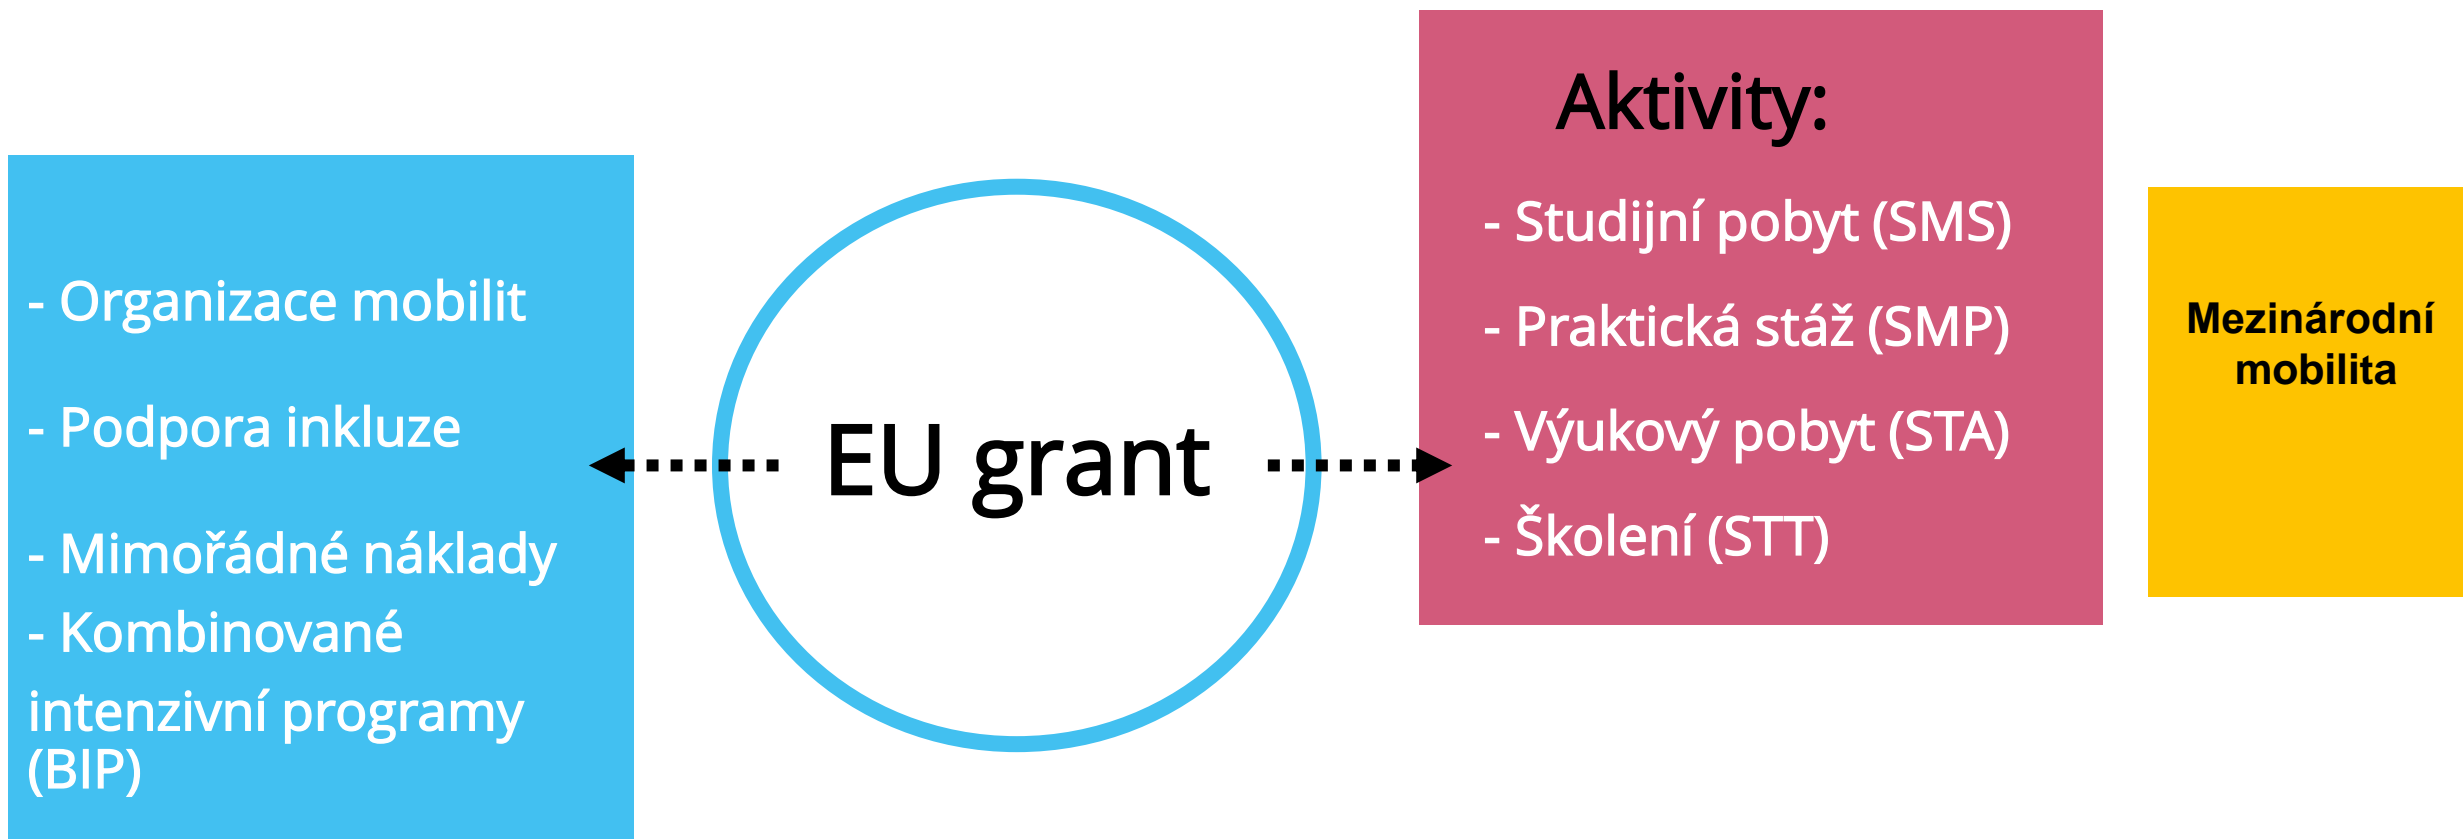 - Organizace mobilit
- Podpora inkluze
- Mimořádné náklady
- Kombinované
intenzivní programy
(BIP)
EU grant
Aktivity:
- Studijní pobyt (SMS)
- Praktická stáž (SMP)
- Výukový pobyt (STA)
- Školení (STT)
Mezinárodní
mobilita